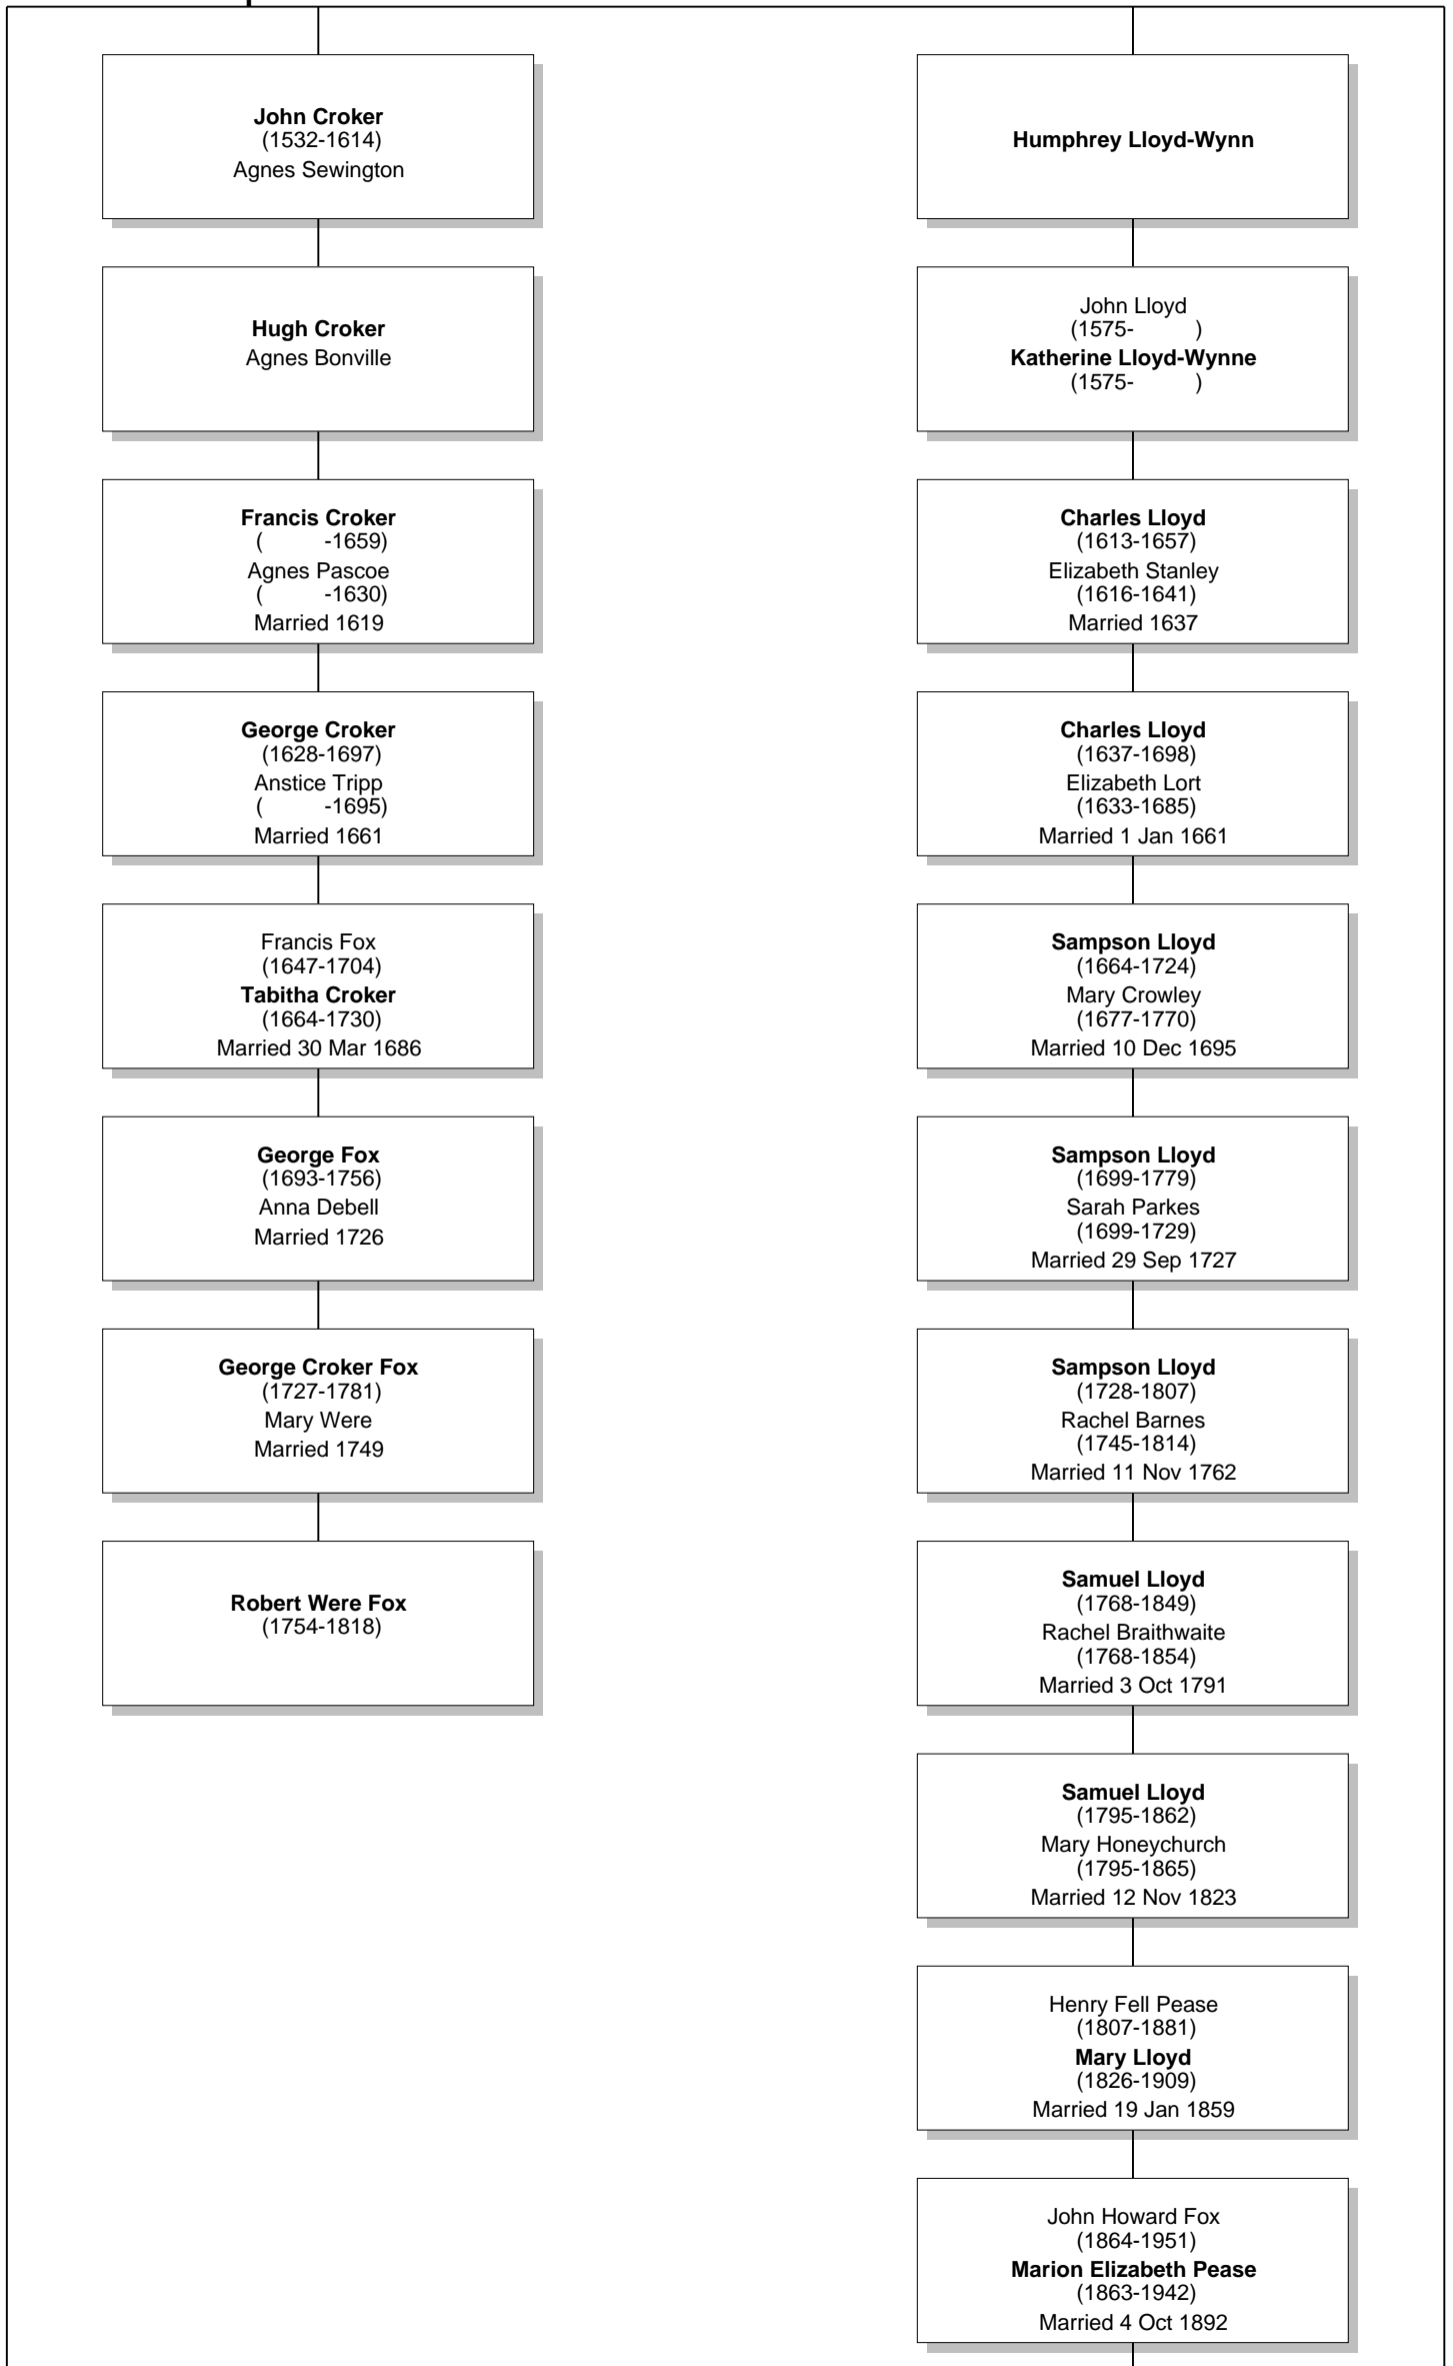 John Croker
(1532-1614)
Agnes Sewington
Hugh Croker
Agnes Bonville
Francis Croker
( -1659)
Agnes Pascoe
( -1630)
Married 1619
George Croker
(1628-1697)
Anstice Tripp
( -1695)
Married 1661
Francis Fox
(1647-1704)
Tabitha Croker
(1664-1730)
Married 30 Mar 1686
George Fox
(1693-1756)
Anna Debell
Married 1726
George Croker Fox
(1727-1781)
Mary Were
Married 1749
Robert Were Fox
(1754-1818)
Humphrey Lloyd-Wynn
John Lloyd
(1575- )
Katherine Lloyd-Wynne
(1575- )
Charles Lloyd
(1613-1657)
Elizabeth Stanley
(1616-1641)
Married 1637
Charles Lloyd
(1637-1698)
Elizabeth Lort
(1633-1685)
Married 1 Jan 1661
Sampson Lloyd
(1664-1724)
Mary Crowley
(1677-1770)
Married 10 Dec 1695
Sampson Lloyd
(1699-1779)
Sarah Parkes
(1699-1729)
Married 29 Sep 1727
Sampson Lloyd
(1728-1807)
Rachel Barnes
(1745-1814)
Married 11 Nov 1762
Samuel Lloyd
(1768-1849)
Rachel Braithwaite
(1768-1854)
Married 3 Oct 1791
Samuel Lloyd
(1795-1862)
Mary Honeychurch
(1795-1865)
Married 12 Nov 1823
Henry Fell Pease
(1807-1881)
Mary Lloyd
(1826-1909)
Married 19 Jan 1859
John Howard Fox
(1864-1951)
Marion Elizabeth Pease
(1863-1942)
Married 4 Oct 1892